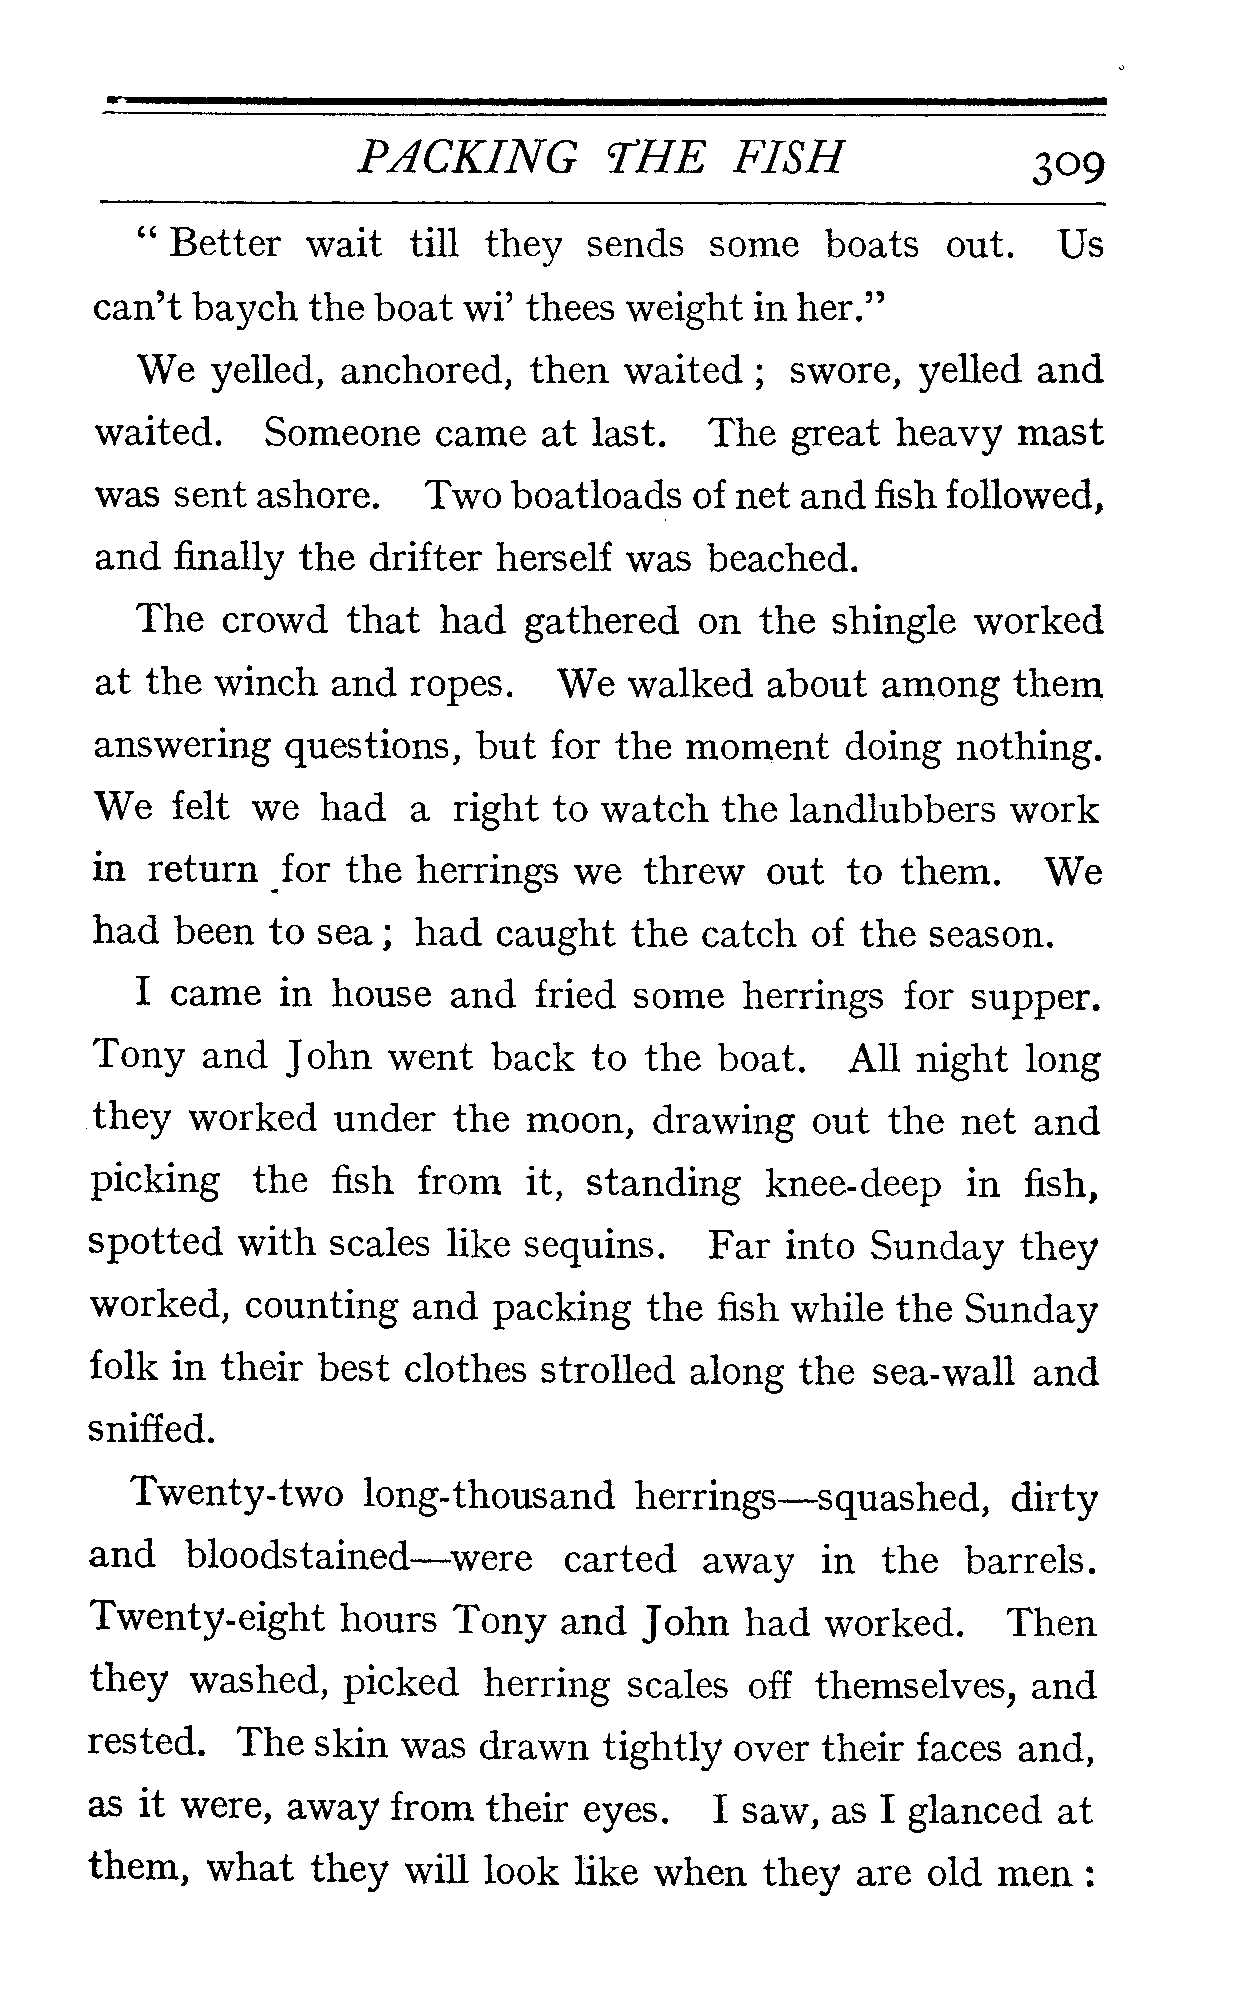 PACKING THE FISH 309
“ Better wait till they sends some boats out. Us
can’t baych the boat wi’ thees weight in her.”
We yelled, anchored, then waited ; swore, yelled and
waited. Someone came at last. The great heavy mast
was sent ashore. Two boatloads of net and fish followed,
and finally the drifter herself was beached.
The crowd that had gathered on the shingle worked
at the winch and ropes. We walked about among them
answering questions, but for the moment doing nothing.
We felt we had a right to watch the landlubbers work
in return for the herrings we threw out to them. We
had been to sea ; had caught the catch of the season.
I came in house and fried some herrings for supper.
Tony and John went back to the boat. All night long
they worked under the moon, drawing out the net and
picking the fish from it, standing knee-deep in fish,
spotted with scales like sequins. Far into Sunday they
worked, counting and packing the fish while the Sunday
folk in their best clothes strolled along the sea-wall and
sniffed.
Twenty-two long-thousand herrings—squashed, dirty
and bloodstained—were carted away in the barrels.
Twenty-eight hours Tony and John had worked. Then
they washed, picked herring scales off themselves, and
rested. The skin was drawn tightly over their faces and,
as it were, away from their eyes. I saw, as I glanced at
them, what they will look like when they are old men :